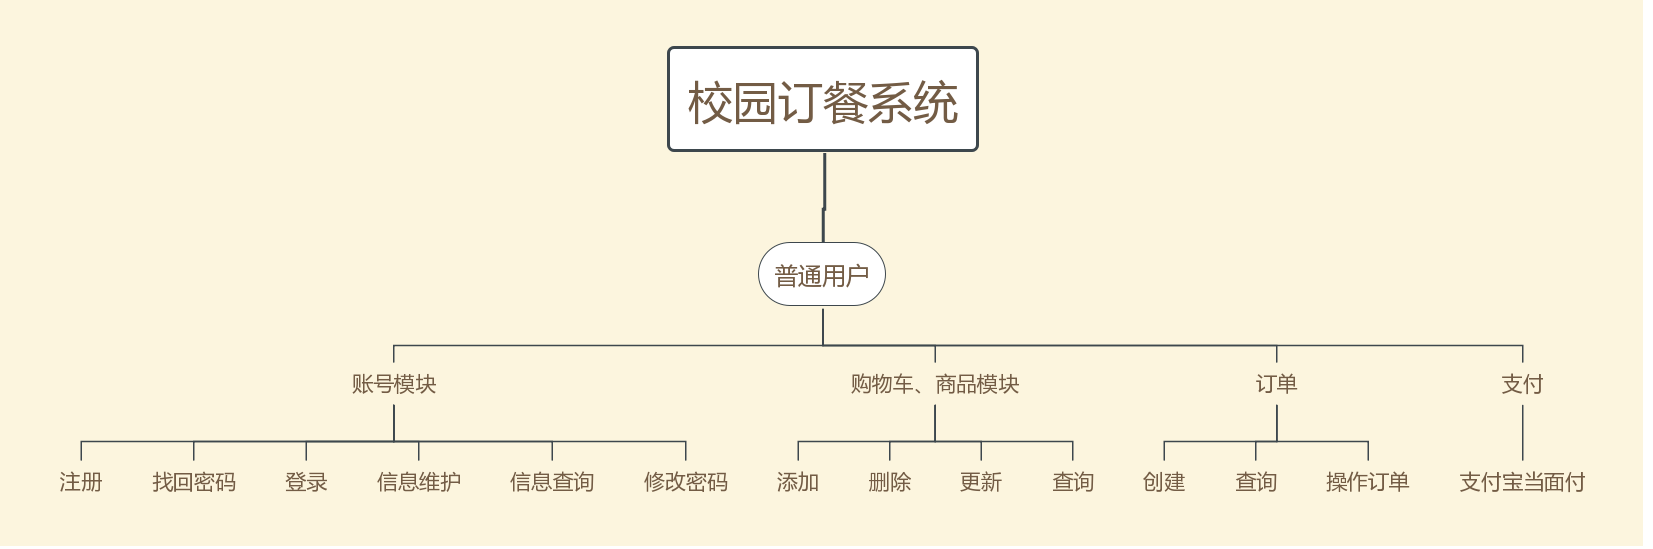 校园订餐系统
普通用户
账号模块
购物车、商品模块
订单
支付
注册
找回密码
登录
信息维护
信息查询
修改密码
添加
删除
更新
查询
创建
查询
操作订单
支付宝当面付